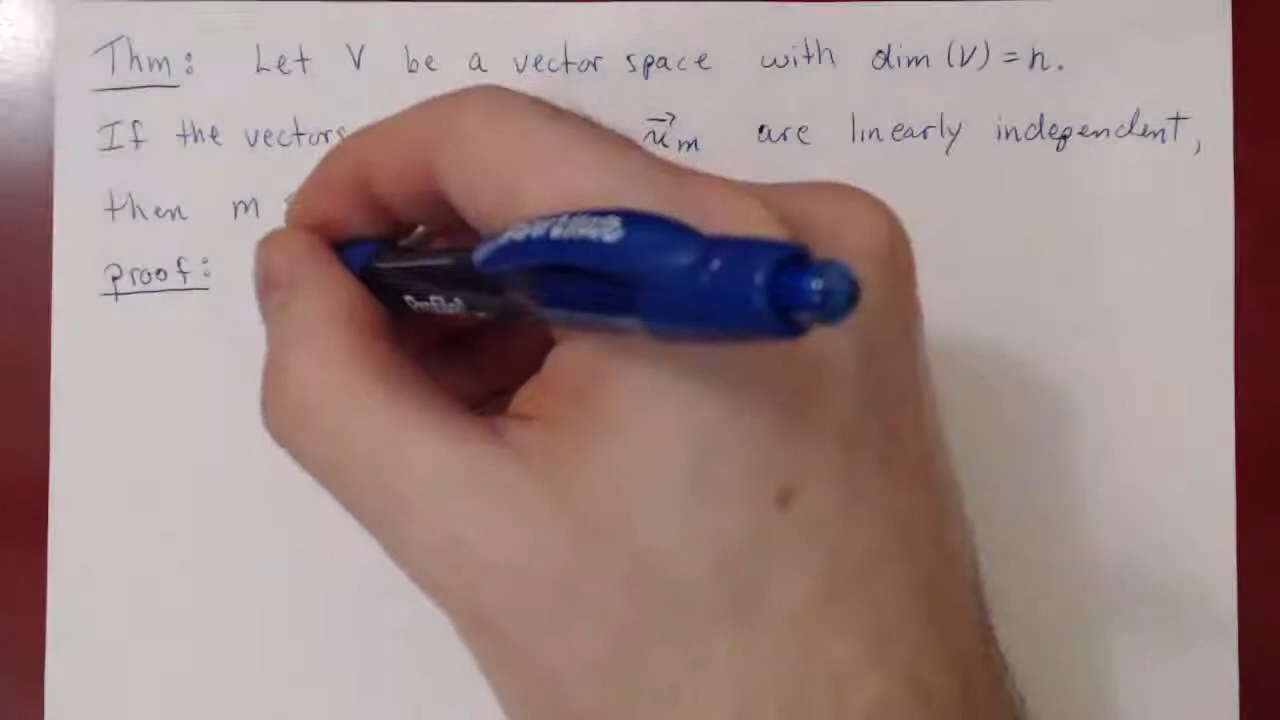 Thm: Let V be a vector space with dim (V) = n.
If the vectors u⃗m are linearly independent,
then m
proof: